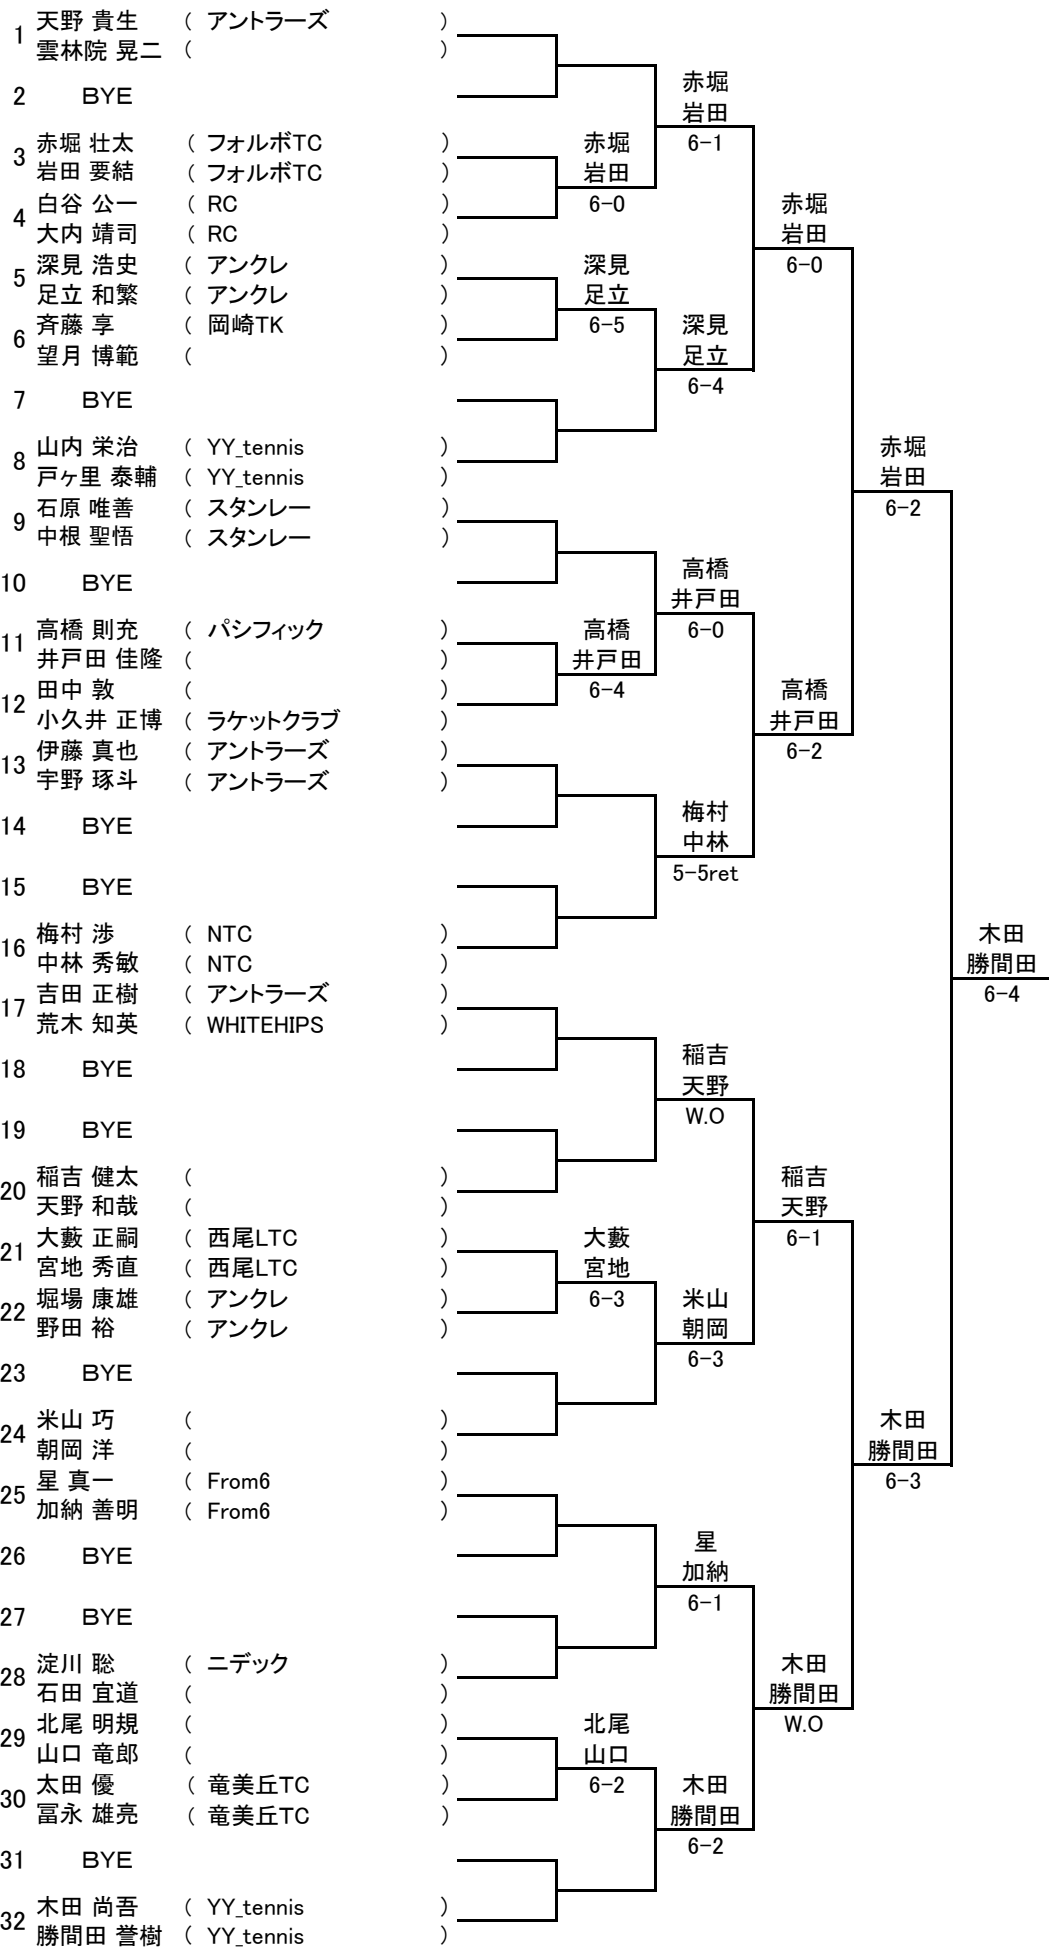 1 天野 貴生 ( アントラーズ )
雲林院 晃二 ( )
2 BYE
3 赤堀 壮太 ( フォルボTC )
岩田 要結 ( フォルボTC )
4 白谷 公一 ( RC )
大内 靖司 ( RC )
5 深見 浩史 ( アンクレ )
足立 和繁 ( アンクレ )
6 斉藤 享 ( 岡崎TK )
望月 博範 ( )
7 BYE
8 山内 栄治 ( YY_tennis )
戸ヶ里 泰輔 ( YY_tennis )
9 石原 唯善 ( スタンレー )
中根 聖悟 ( スタンレー )
10 BYE
11 高橋 則充 ( パシフィック )
井戸田 佳隆 ( )
12 田中 敦 ( )
小久井 正博 ( ラケットクラブ )
13 伊藤 真也 ( アントラーズ )
宇野 琢斗 ( アントラーズ )
14 BYE
15 BYE
16 梅村 渉 ( NTC )
中林 秀敏 ( NTC )
17 吉田 正樹 ( アントラーズ )
荒木 知英 ( WHITEHIPS )
18 BYE
19 BYE
20 稲吉 健太 ( )
天野 和哉 ( )
21 大藪 正嗣 ( 西尾LTC )
宮地 秀直 ( 西尾LTC )
22 堀場 康雄 ( アンクレ )
野田 裕 ( アンクレ )
23 BYE
24 米山 巧 ( )
朝岡 洋 ( )
25 星 真一 ( From6 )
加納 善明 ( From6 )
26 BYE
27 BYE
28 淀川 聡 ( ニデック )
石田 宜道 ( )
29 北尾 明規 ( )
山口 竜郎 ( )
30 太田 優 ( 竜美丘TC )
冨永 雄亮 ( 竜美丘TC )
31 BYE
32 木田 尚吾 ( YY_tennis )
勝間田 誉樹 ( YY_tennis )
赤堀
岩田
6-0
深見
足立
6-5
高橋
井戸田
6-4
大藪
宮地
6-3
北尾
山口
6-2
赤堀
岩田
6-1
深見
足立
6-4
高橋
井戸田
6-0
梅村
中林
5-5ret
稲吉
天野
W.O
米山
朝岡
6-3
星
加納
6-1
木田
勝間田
6-2
赤堀
岩田
6-0
高橋
井戸田
6-2
稲吉
天野
6-1
木田
勝間田
W.O
赤堀
岩田
6-2
木田
勝間田
6-3
木田
勝間田
6-4